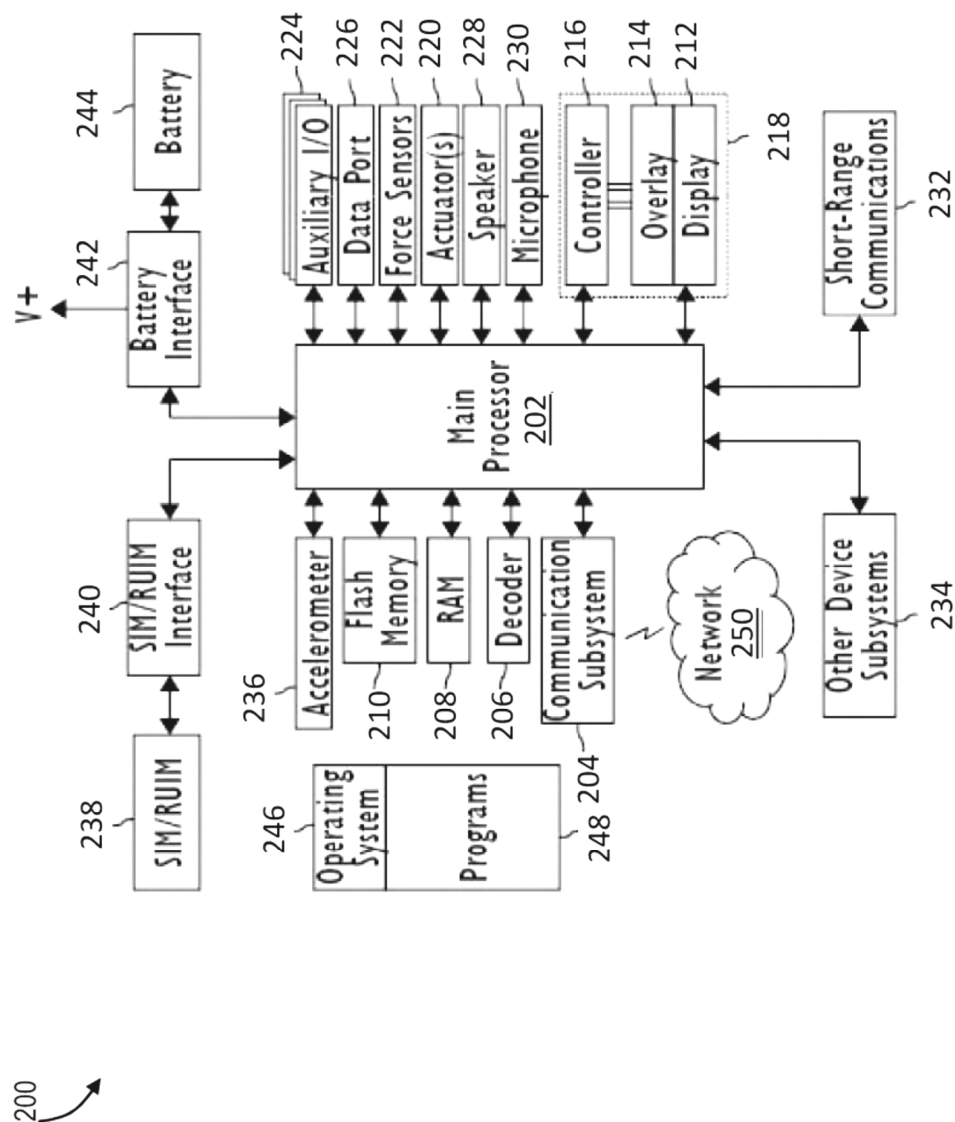 200
238
SIM/RUIM
240
SIM/RUIM
Interface
V+
242
Battery
Interface
244
Battery
246
Operating
System
Programs
248
236
Accelerometer
210
Flash
Memory
208
RAM
206
Decoder
204
Communication
Subsystem
Network
250
Main
Processor
202
Auxiliary I/O
224
Data Port
226
Force Sensors
222
Actuator(s)
220
Speaker
228
Microphone
230
Controller
216
Overlay
214
Display
212
218
Other Device
Subsystems
234
Short-Range
Communications
232